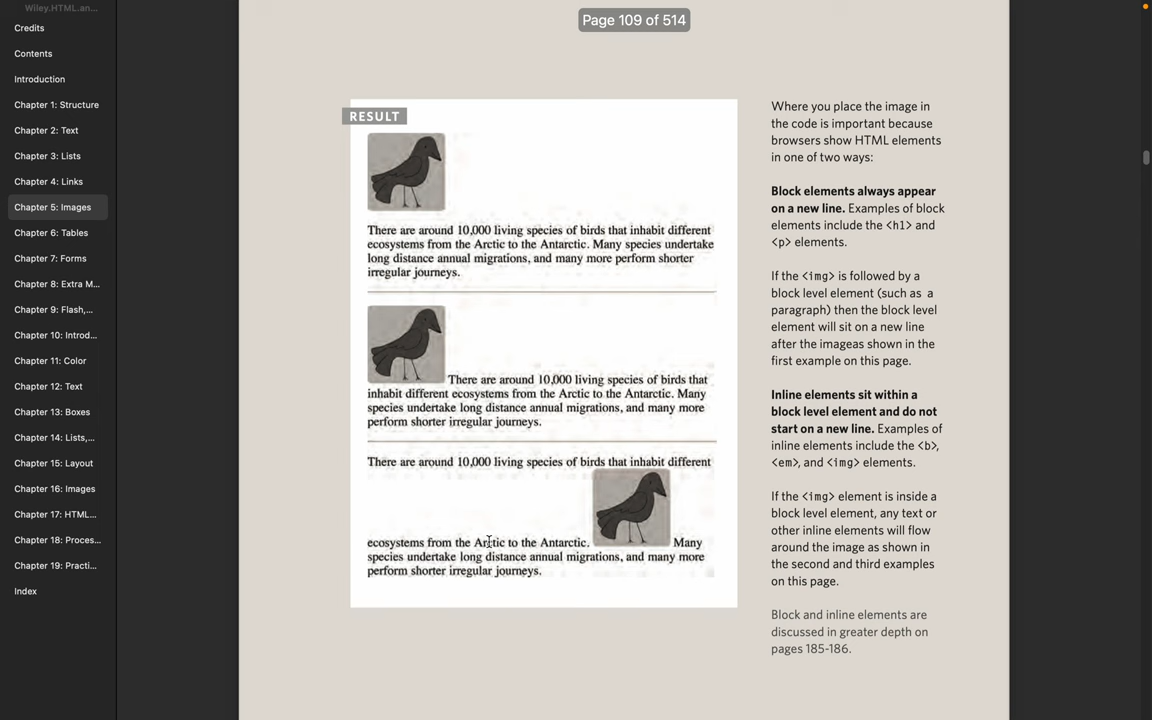 Wiley.HTML.an...
Credits
Contents
Introduction
Chapter 1: Structure
Chapter 2: Text
Chapter 3: Lists
Chapter 4: Links
Chapter 5: Images
Chapter 6: Tables
Chapter 7: Forms
Chapter 8: Extra M...
Chapter 9: Flash,...
Chapter 10: Introd...
Chapter 11: Color
Chapter 12: Text
Chapter 13: Boxes
Chapter 14: Lists,...
Chapter 15: Layout
Chapter 16: Images
Chapter 17: HTML...
Chapter 18: Proces...
Chapter 19: Practi...
Index
Page 109 of 514
RESULT
There are around 10,000 living species of birds that inhabit different
ecosystems from the Arctic to the Antarctic. Many species undertake
long distance annual migrations, and many more perform shorter
irregular journeys.
There are around 10,000 living species of birds that
inhabit different ecosystems from the Arctic to the Antarctic. Many
species undertake long distance annual migrations, and many more
perform shorter irregular journeys.
There are around 10,000 living species of birds that inhabit different
ecosystems from the Arctic to the Antarctic. Many
species undertake long distance annual migrations, and many more
perform shorter irregular journeys.
Where you place the image in
the code is important because
browsers show HTML elements
in one of two ways:
Block elements always appear
on a new line. Examples of block
elements include the <h1> and
<p> elements.
If the <img> is followed by a
block level element (such as a
paragraph) then the block level
element will sit on a new line
after the imageas shown in the
first example on this page.
Inline elements sit within a
block level element and do not
start on a new line. Examples of
inline elements include the <b>,
<em>, and <img> elements.
If the <img> element is inside a
block level element, any text or
other inline elements will flow
around the image as shown in
the second and third examples
on this page.
Block and inline elements are
discussed in greater depth on
pages 185-186.